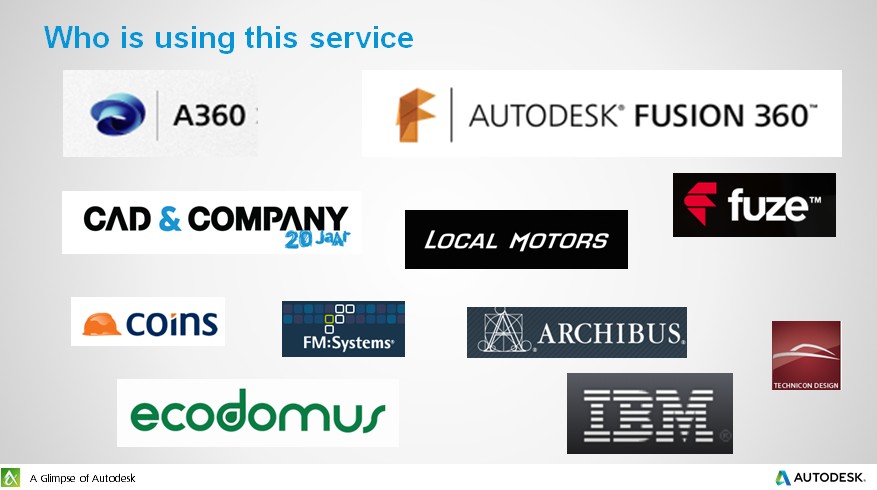 Who is using this service
A360
AUTODESK® FUSION 360™
CAD & COMPANY
20 Jaar
LOCAL MOTORS
fuze™
coins
FM:Systems®
ARCHIBUS®
TECHNICON DESIGN
ecodomus
IBM®
A Glimpse of Autodesk
AUTODESK®